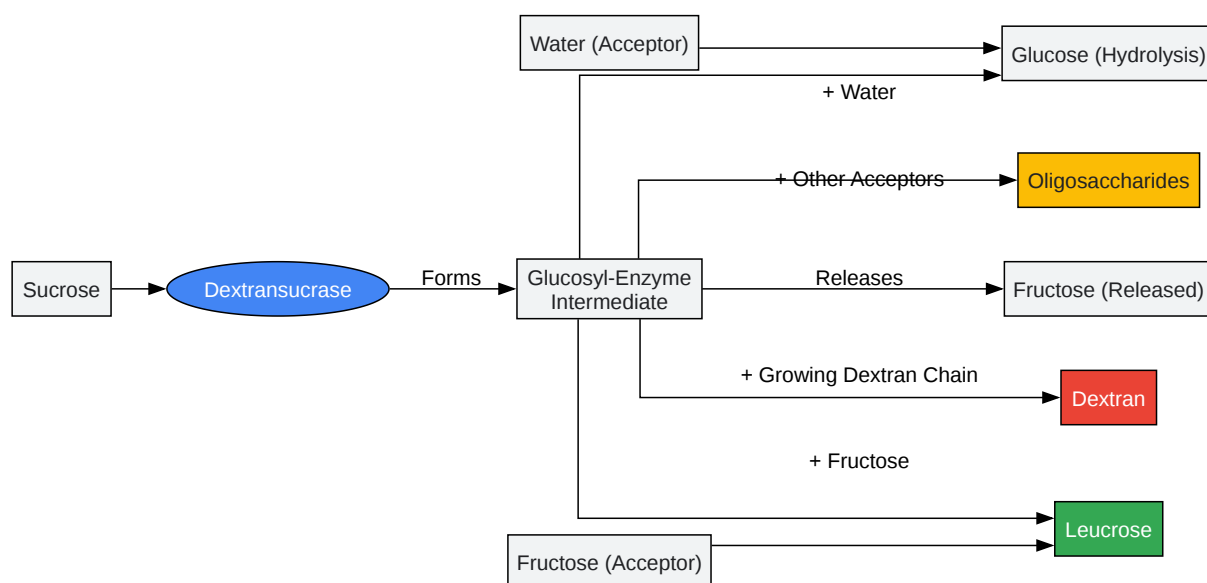 Water (Acceptor)
Glucose (Hydrolysis)
+ Water
+ Other Acceptors
Oligosaccharides
Sucrose
Dextransucrase
Forms
Glucosyl-Enzyme
Intermediate
Releases
Fructose (Released)
+ Growing Dextran Chain
Dextran
+ Fructose
Leucrose
Fructose (Acceptor)